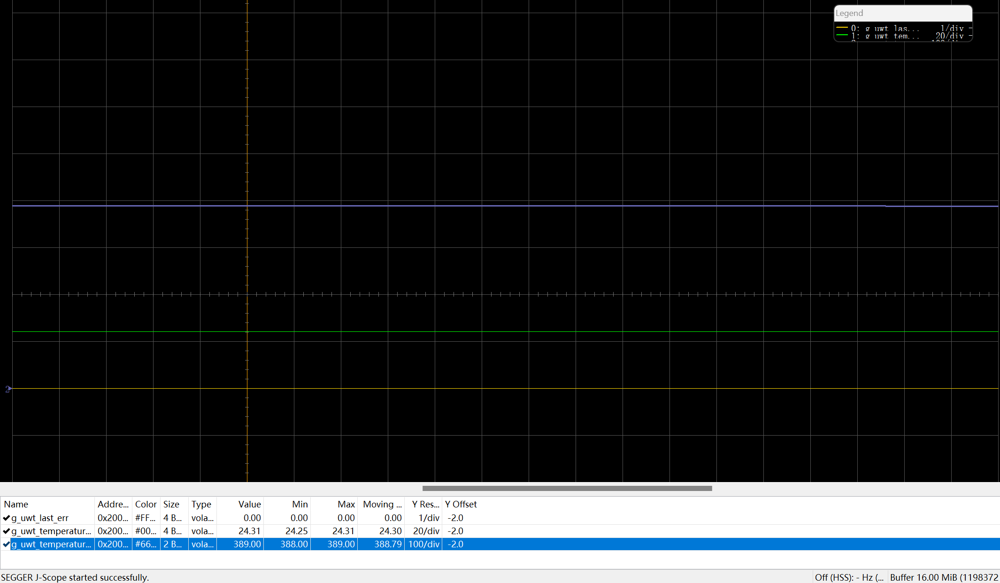 Legend
0: g_uwt_las... 1/div
1: g_uwt_tem... 20/div
2
Name Addre... Color Size Type Value Min Max Moving ... Y Res... Y Offset
g_uwt_last_err 0x200... #FF... 4 B... vola... 0.00 0.00 0.00 0.00 1/div -2.0
g_uwt_temperatur... 0x200... #00... 4 B... vola... 24.31 24.25 24.31 24.30 20/div -2.0
g_uwt_temperatur... 0x200... #66... 2 B... vola... 389.00 388.00 389.00 388.79 100/div -2.0
SEGGER J-Scope started successfully. Off (HSS): - Hz (... Buffer 16.00 MiB (1198372